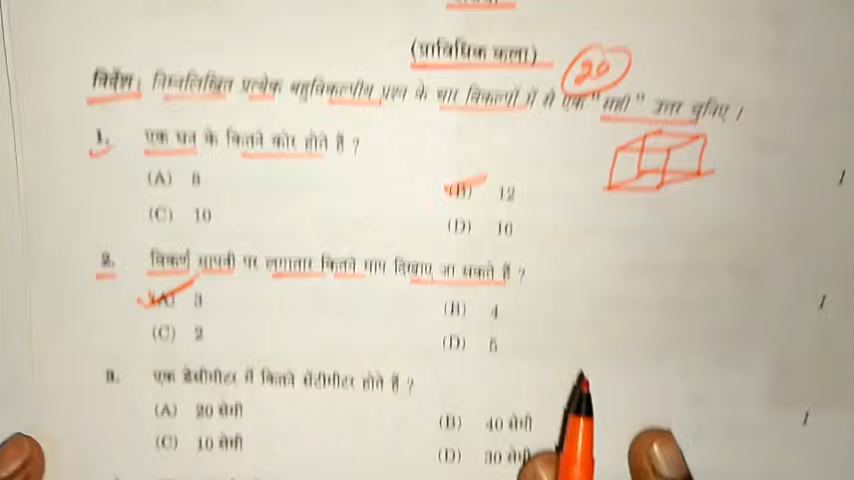 (प्राविधिक कला)
20
निर्देश : निम्नलिखित प्रत्येक बहुविकल्पीय प्रश्न के चार विकल्पों में से एक "सही" उत्तर चुनिए ।
1. एक घन के कितने कोर होते हैं ?
1
(A) 8
(B) 12
(C) 10
(D) 16
2. विकर्ण मापनी पर लगातार कितने माप दिखाए जा सकते हैं ?
1
(A) 3
(B) 4
(C) 2
(D) 5
3. एक डेसीमीटर में कितने सेंटीमीटर होते हैं ?
1
(A) 20 सेमी
(B) 40 सेमी
(C) 10 सेमी
(D) 30 सेमी